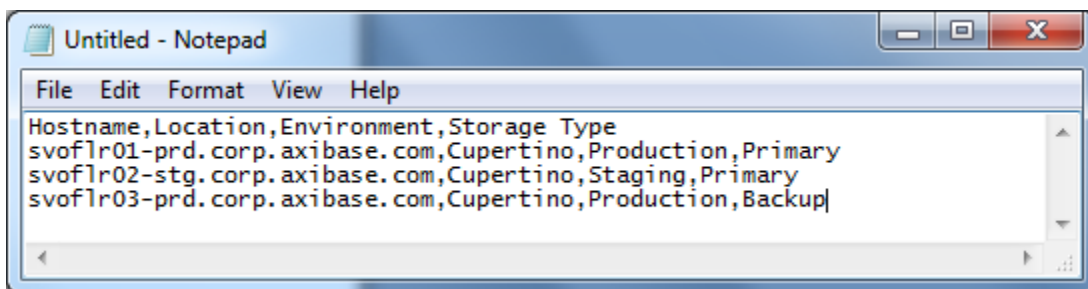 Untitled - Notepad
File Edit Format View Help
Hostname,Location,Environment,Storage Type
svoflr01-prd.corp.axibase.com,Cupertino,Production,Primary
svoflr02-stg.corp.axibase.com,Cupertino,Staging,Primary
svoflr03-prd.corp.axibase.com,Cupertino,Production,Backup